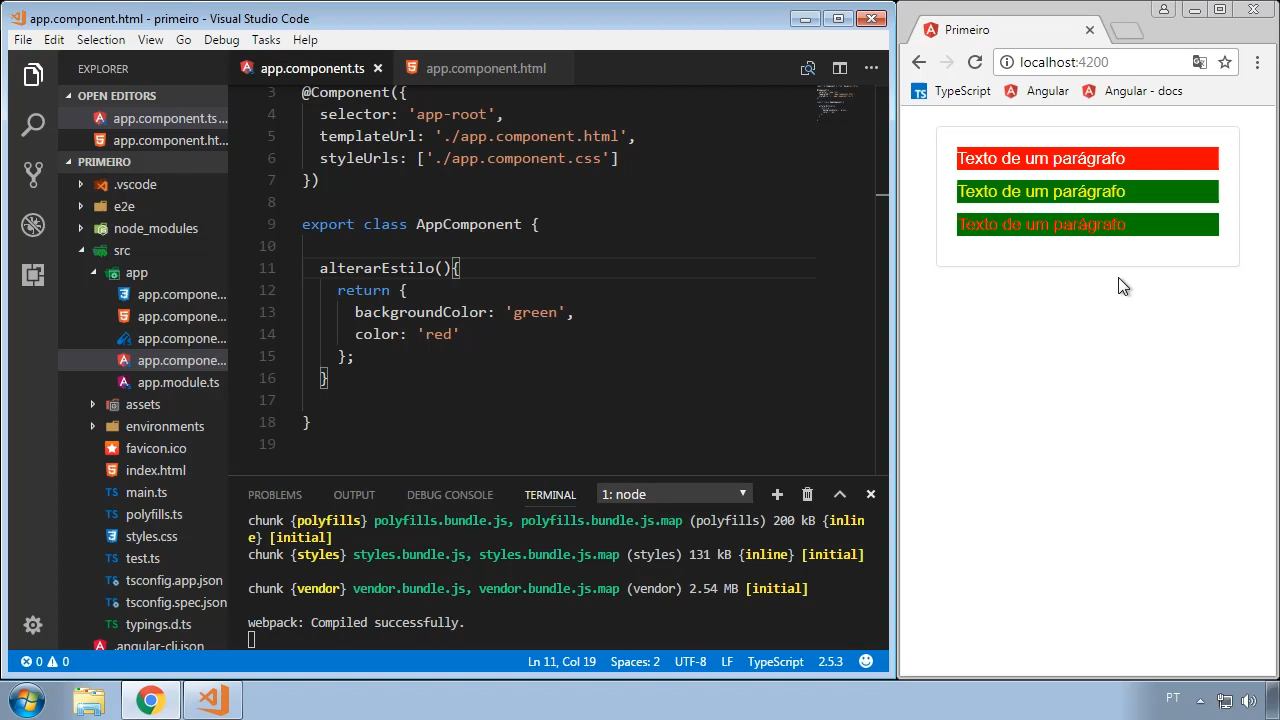 app.component.html - primeiro - Visual Studio Code
File Edit Selection View Go Debug Tasks Help
EXPLORER
OPEN EDITORS
app.component.ts ...
app.component.ht...
PRIMEIRO
.vscode
e2e
node_modules
src
app
app.compone...
app.compone...
app.compone...
app.compone...
app.module.ts
assets
environments
favicon.ico
index.html
main.ts
polyfills.ts
styles.css
test.ts
tsconfig.app.json
tsconfig.spec.json
typings.d.ts
.angular-cli.json
app.component.ts
app.component.html
3 @Component({
4 selector: 'app-root',
5 templateUrl: './app.component.html',
6 styleUrls: ['./app.component.css']
7 })
8
9 export class AppComponent {
10
11 alterarEstilo(){
12 return {
13 backgroundColor: 'green',
14 color: 'red'
15 };
16 }
17
18 }
19
PROBLEMS OUTPUT DEBUG CONSOLE TERMINAL 1: node
chunk {polyfills} polyfills.bundle.js, polyfills.bundle.js.map (polyfills) 200 kB {inlin
e} [initial]
chunk {styles} styles.bundle.js, styles.bundle.js.map (styles) 131 kB {inline} [initial]
chunk {vendor} vendor.bundle.js, vendor.bundle.js.map (vendor) 2.54 MB [initial]
webpack: Compiled successfully.
0 0 Ln 11, Col 19 Spaces: 2 UTF-8 LF TypeScript 2.5.3
Primeiro
localhost:4200
TS TypeScript Angular Angular - docs
Texto de um parágrafo
Texto de um parágrafo
Texto de um parágrafo
PT